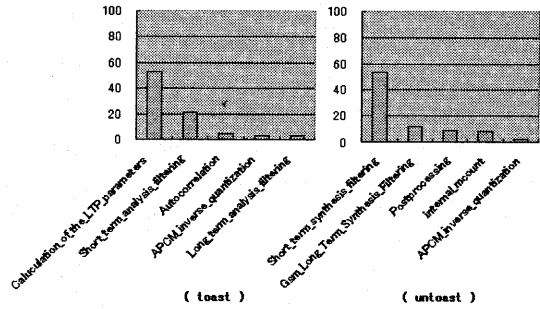 100
80
60
40
20
0
Caluculation_of_the_LTP_parameters
Short_term_analysis_filtering
Autocorrelation
APCM_inverse_quantization
Long_term_analysis_filtering
( toast )
100
80
60
40
20
0
Short_term_synthesis_filtering
Gsm_Long_Term_Synthesis_Filtering
Postprocessing
internal_mcount
APCM_inverse_quantization
( untoast )